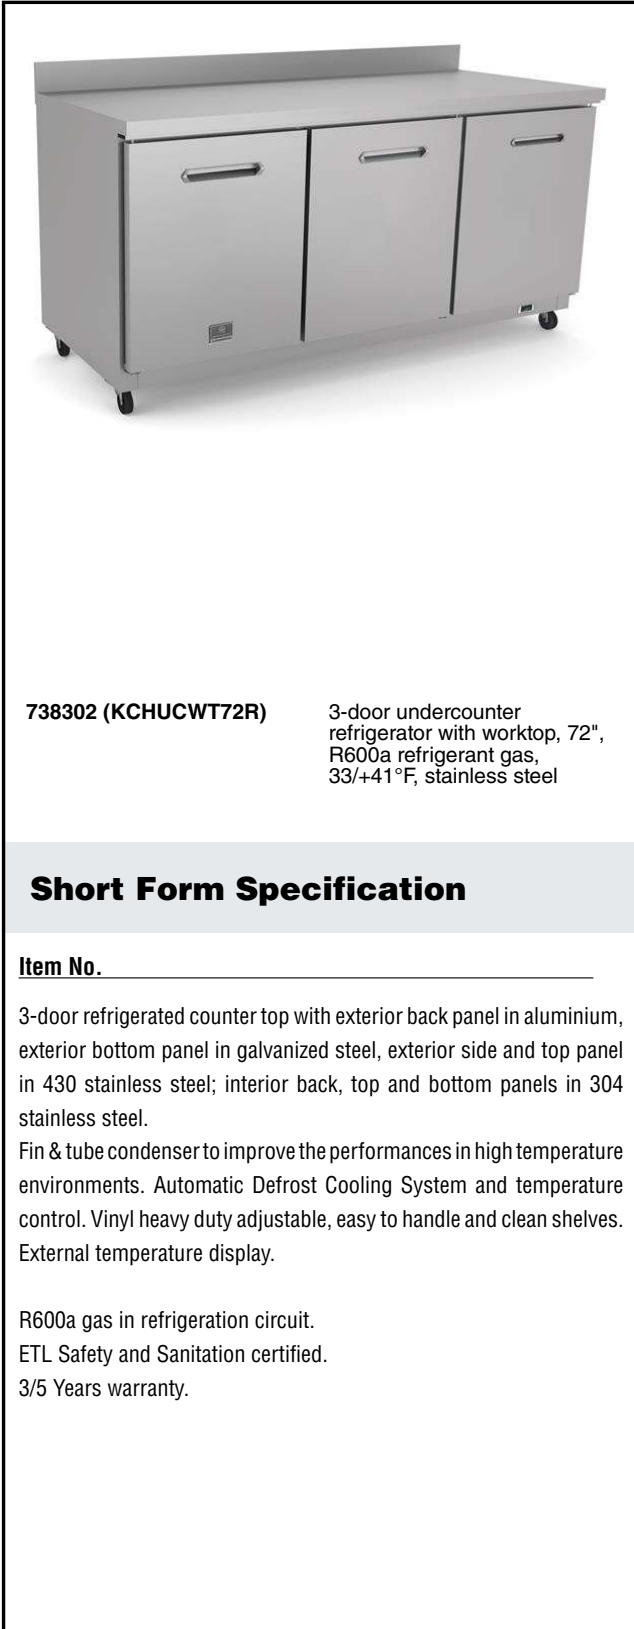 738302 (KCHUCWT72R)
3-door undercounter
refrigerator with worktop, 72",
R600a refrigerant gas,
33/+41°F, stainless steel
Short Form Specification
Item No.
3-door refrigerated counter top with exterior back panel in aluminium,
exterior bottom panel in galvanized steel, exterior side and top panel
in 430 stainless steel; interior back, top and bottom panels in 304
stainless steel.
Fin & tube condenser to improve the performances in high temperature
environments. Automatic Defrost Cooling System and temperature
control. Vinyl heavy duty adjustable, easy to handle and clean shelves.
External temperature display.
R600a gas in refrigeration circuit.
ETL Safety and Sanitation certified.
3/5 Years warranty.